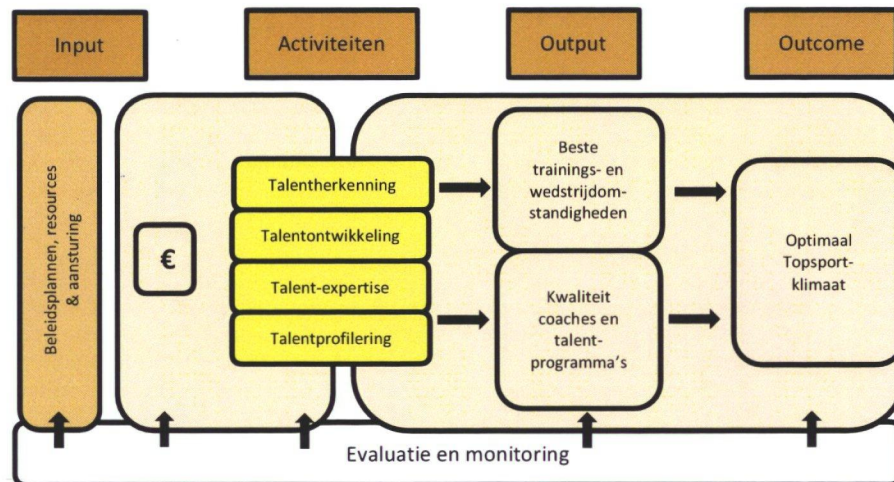 Input
Activiteiten
Output
Outcome
Beleidsplannen, resources
& aansturing
€
Talentherkenning
Talentontwikkeling
Talent-expertise
Talentprofilering
Beste
trainings- en
wedstrijdom-
standigheden
Kwaliteit
coaches en
talent-
programma's
Optimaal
Topsport-
klimaat
Evaluatie en monitoring